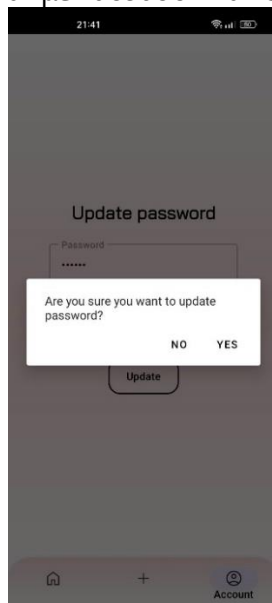 21:41
Update password
Password
Are you sure you want to update
password?
NO YES
Update
Account